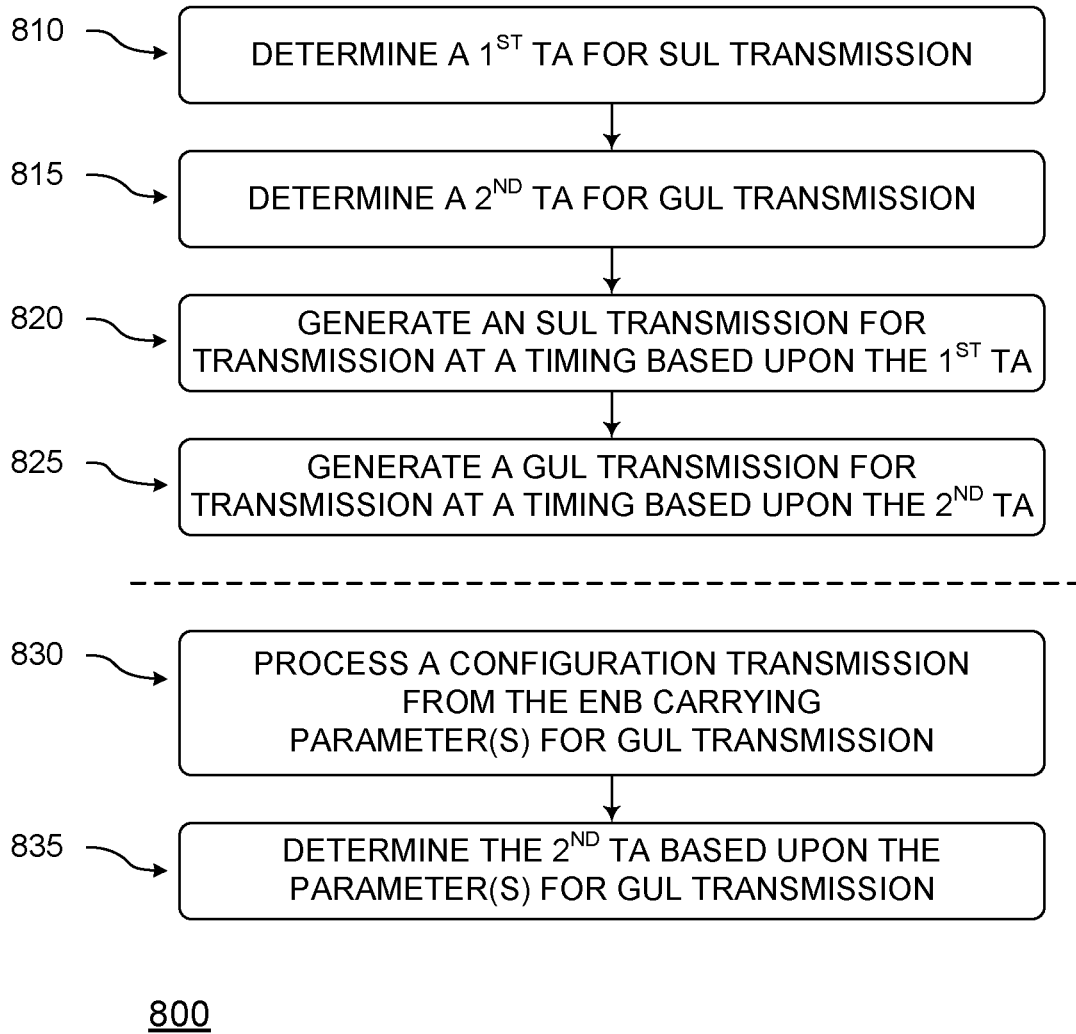 810
DETERMINE A 1ST TA FOR SUL TRANSMISSION
815
DETERMINE A 2ND TA FOR GUL TRANSMISSION
820
GENERATE AN SUL TRANSMISSION FOR
TRANSMISSION AT A TIMING BASED UPON THE 1ST TA
825
GENERATE A GUL TRANSMISSION FOR
TRANSMISSION AT A TIMING BASED UPON THE 2ND TA
830
PROCESS A CONFIGURATION TRANSMISSION
FROM THE ENB CARRYING
PARAMETER(S) FOR GUL TRANSMISSION
835
DETERMINE THE 2ND TA BASED UPON THE
PARAMETER(S) FOR GUL TRANSMISSION
800